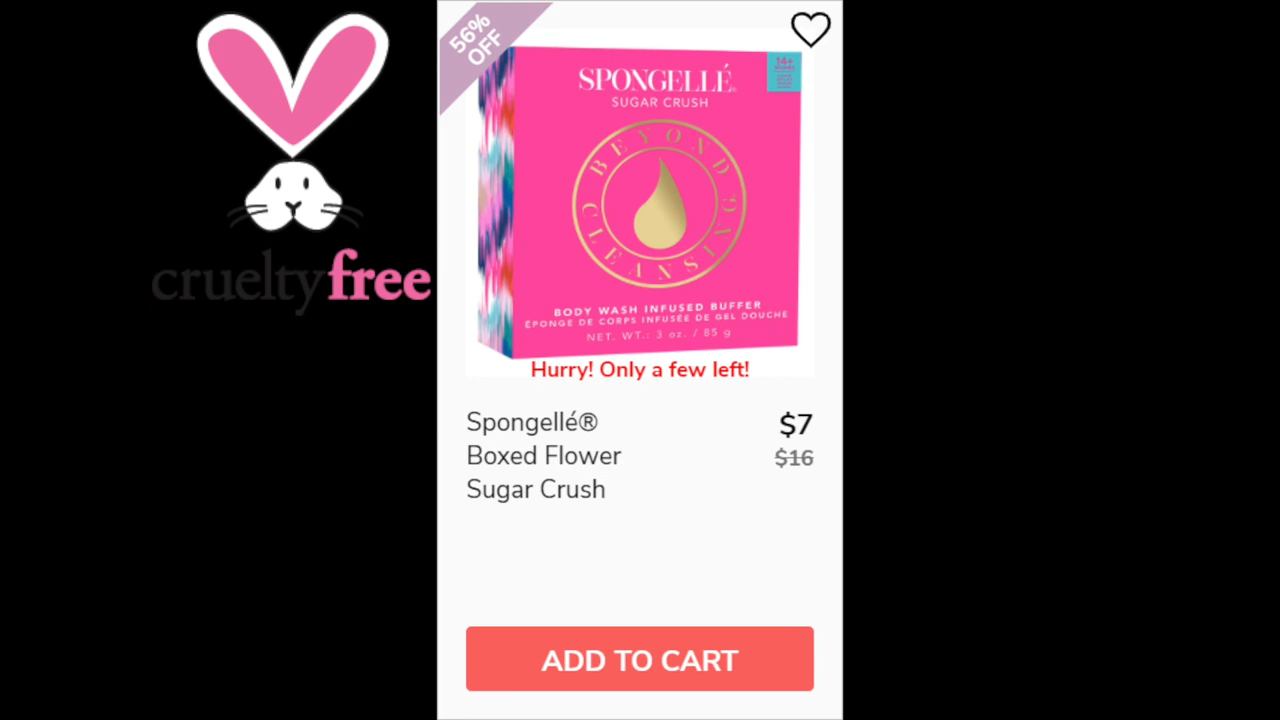 crueltyfree
56%
OFF
14+
SPONGELLÉ
SUGAR CRUSH
BEYOND CLEANSING
BODY WASH INFUSED BUFFER
ÉPONGE DE CORPS INFUSÉE DE GEL DOUCHE
NET. WT.: 3 oz. / 85 g
Hurry! Only a few left!
Spongellé®
Boxed Flower
Sugar Crush
$7
$16
ADD TO CART